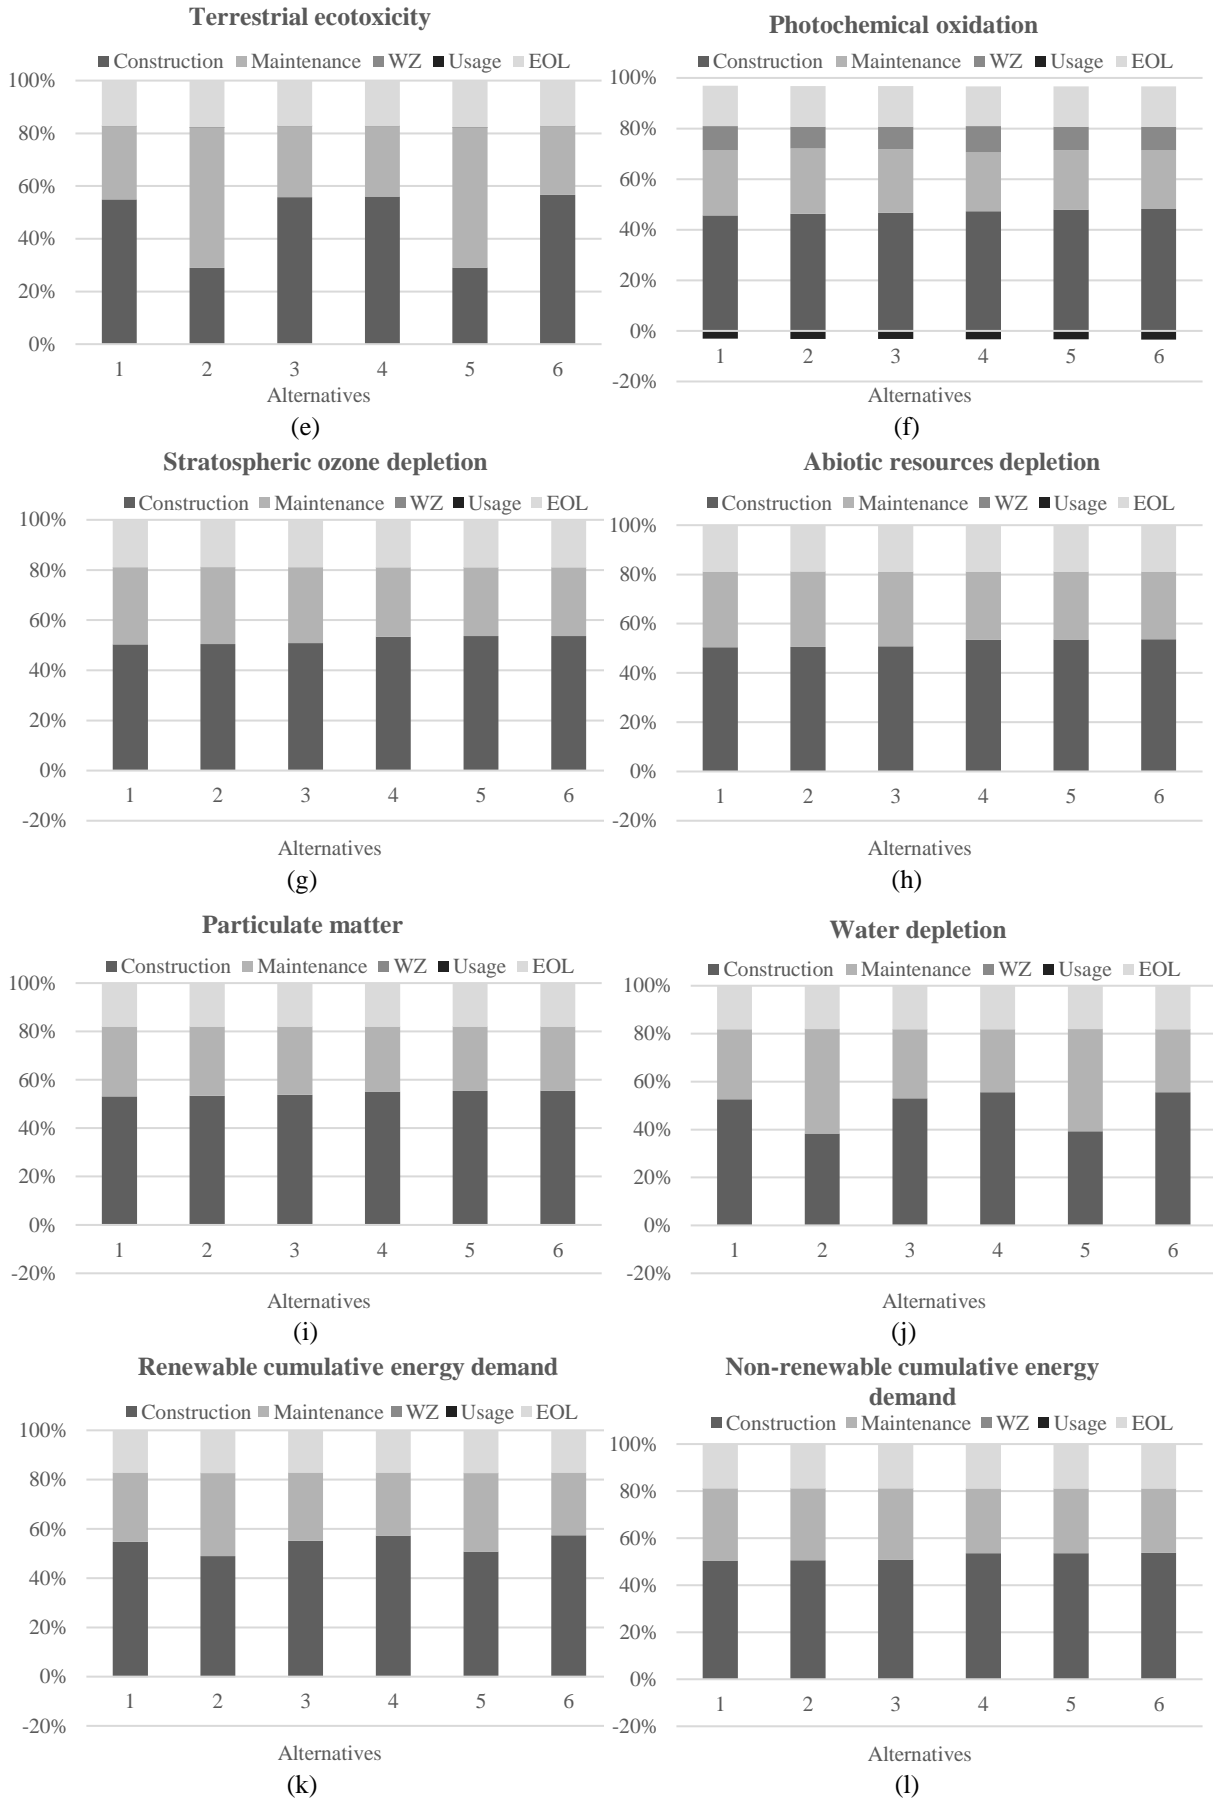 Terrestrial ecotoxicity
Construction Maintenance WZ Usage EOL
100%
80%
60%
40%
20%
0%
1 2 3 4 5 6
Alternatives
(e)
Photochemical oxidation
Construction Maintenance WZ Usage EOL
100%
80%
60%
40%
20%
0%
-20%
1 2 3 4 5 6
Alternatives
(f)
Stratospheric ozone depletion
Construction Maintenance WZ Usage EOL
100%
80%
60%
40%
20%
0%
-20%
1 2 3 4 5 6
Alternatives
(g)
Abiotic resources depletion
Construction Maintenance WZ Usage EOL
100%
80%
60%
40%
20%
0%
-20%
1 2 3 4 5 6
Alternatives
(h)
Particulate matter
Construction Maintenance WZ Usage EOL
100%
80%
60%
40%
20%
0%
-20%
1 2 3 4 5 6
Alternatives
(i)
Water depletion
Construction Maintenance WZ Usage EOL
100%
80%
60%
40%
20%
0%
-20%
1 2 3 4 5 6
Alternatives
(j)
Renewable cumulative energy demand
Construction Maintenance WZ Usage EOL
100%
80%
60%
40%
20%
0%
-20%
1 2 3 4 5 6
Alternatives
(k)
Non-renewable cumulative energy
demand
Construction Maintenance WZ Usage EOL
100%
80%
60%
40%
20%
0%
-20%
1 2 3 4 5 6
Alternatives
(l)